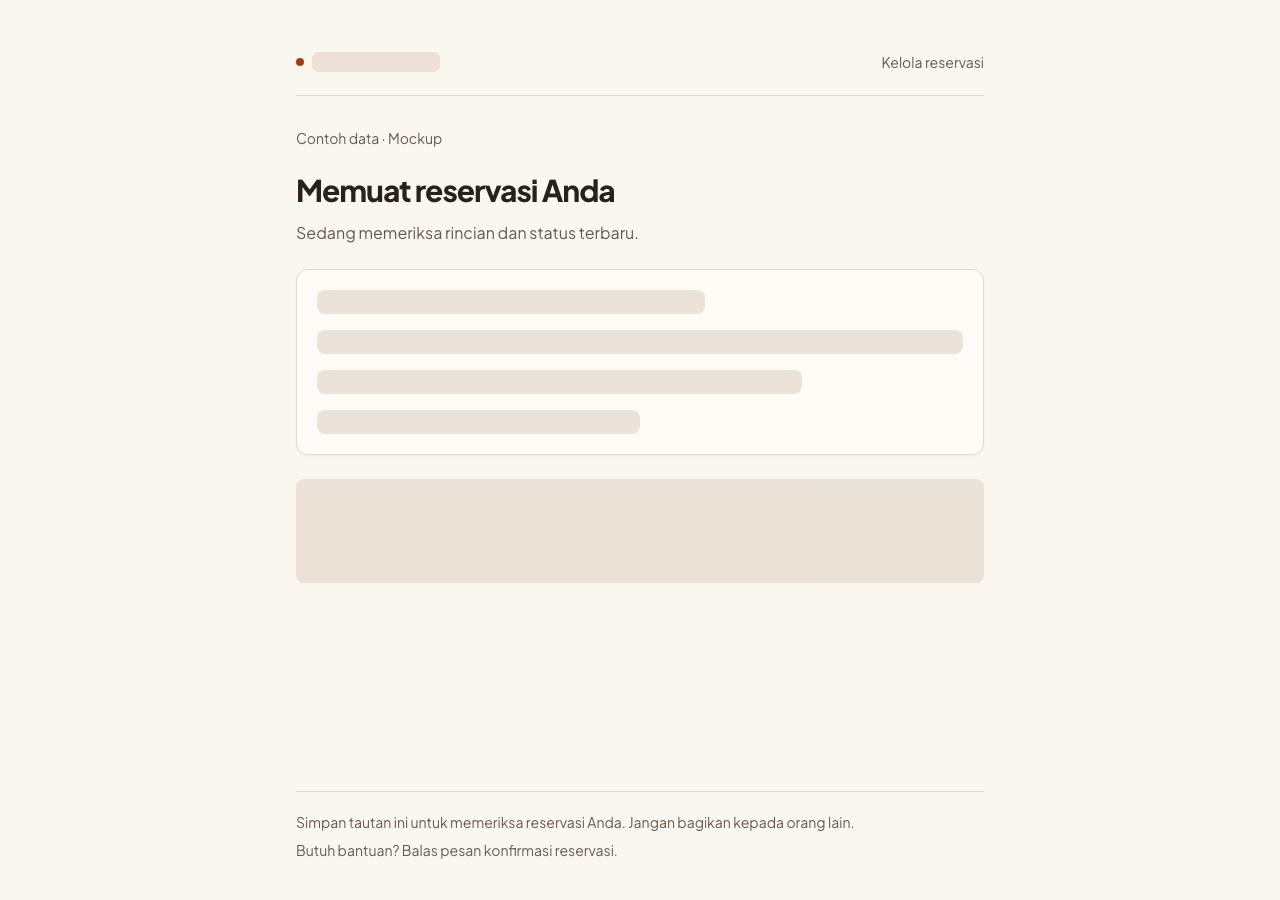 Kelola reservasi
Contoh data · Mockup
Memuat reservasi Anda
Sedang memeriksa rincian dan status terbaru.
Simpan tautan ini untuk memeriksa reservasi Anda. Jangan bagikan kepada orang lain.
Butuh bantuan? Balas pesan konfirmasi reservasi.